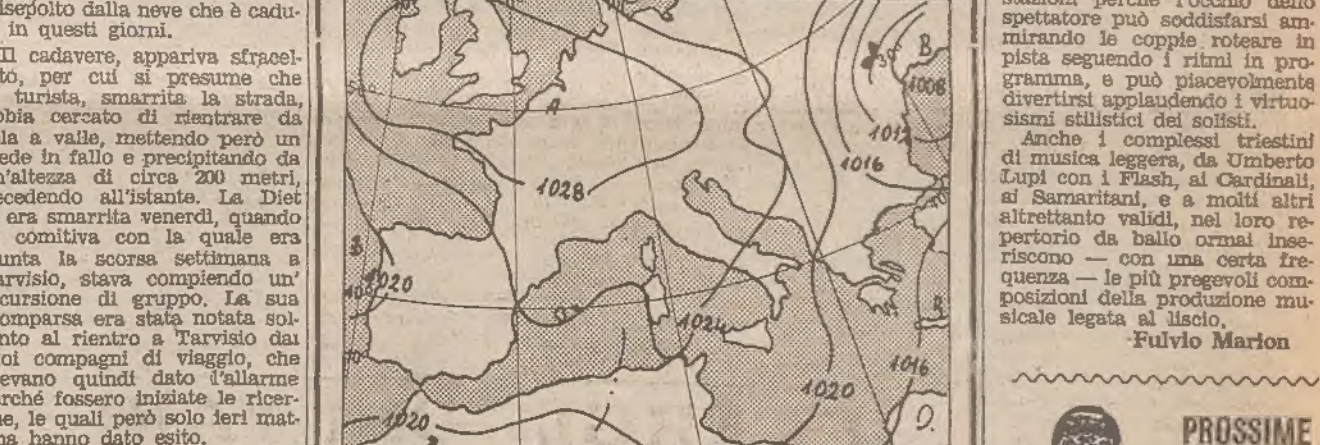 isepolto dalla neve che è cadu-
in questi giorni.
Il cadavere, appariva sfracel-
to, per cui si presume che
turista, smarrita la strada,
bbia cercato di rientrare da
la a valle, mettendo però un
ede in fallo e precipitando da
n'altezza di circa 200 metri,
ecedendo all'istante. La Diet
era smarrita venerdì, quando
comitiva con la quale era
unta la scorsa settimana a
arvisio, stava compiendo un'
cursione di gruppo. La sua
omparsa era stata notata sol-
nto al rientro a Tarvisio dai
oi compagni di viaggio, che
evano quindi dato l'allarme
rché fossero iniziate le ricer-
e, le quali però solo ieri mat-
na hanno dato esito.
A
B.
1008
1012
1016
1028
B
1020
40
1024
B.
1016
1020
1020
D.
spettatore può soddisfarsi am-
mirando le coppie roteare in
pista seguendo i ritmi in pro-
gramma, e può piacevolmente
divertirsi applaudendo i virtuo-
sismi stilistici dei solisti.
Anche i complessi triestini
di musica leggera, da Umberto
Lupi con i Flash, ai Cardinali,
ai Samaritani, e a molti altri
altrettanto validi, nel loro re-
pertorio da ballo ormai inse-
riscono — con una certa fre-
quenza — le più pregevoli com-
posizioni della produzione mu-
sicale legata al liscio.
Fulvio Marion
PROSSIME